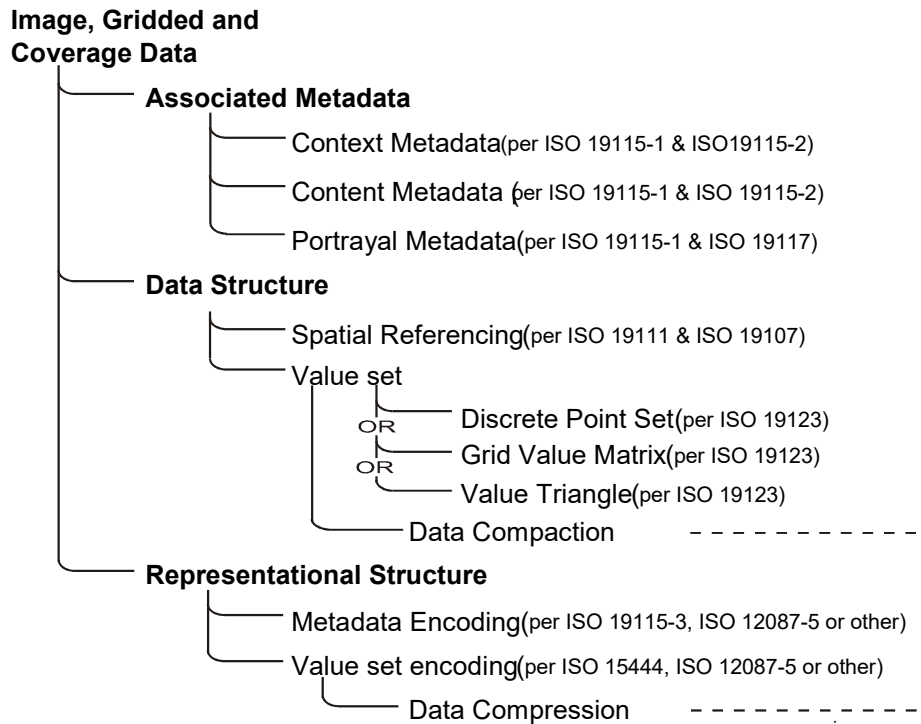 Image, Gridded and
Coverage Data
Associated Metadata
Context Metadata(per ISO 19115-1 & ISO19115-2)
Content Metadata (per ISO 19115-1 & ISO 19115-2)
Portrayal Metadata(per ISO 19115-1 & ISO 19117)
Data Structure
Spatial Referencing(per ISO 19111 & ISO 19107)
Value set
Discrete Point Set(per ISO 19123)
OR
Grid Value Matrix(per ISO 19123)
OR
Value Triangle(per ISO 19123)
Data Compaction
Representational Structure
Metadata Encoding(per ISO 19115-3, ISO 12087-5 or other)
Value set encoding(per ISO 15444, ISO 12087-5 or other)
Data Compression